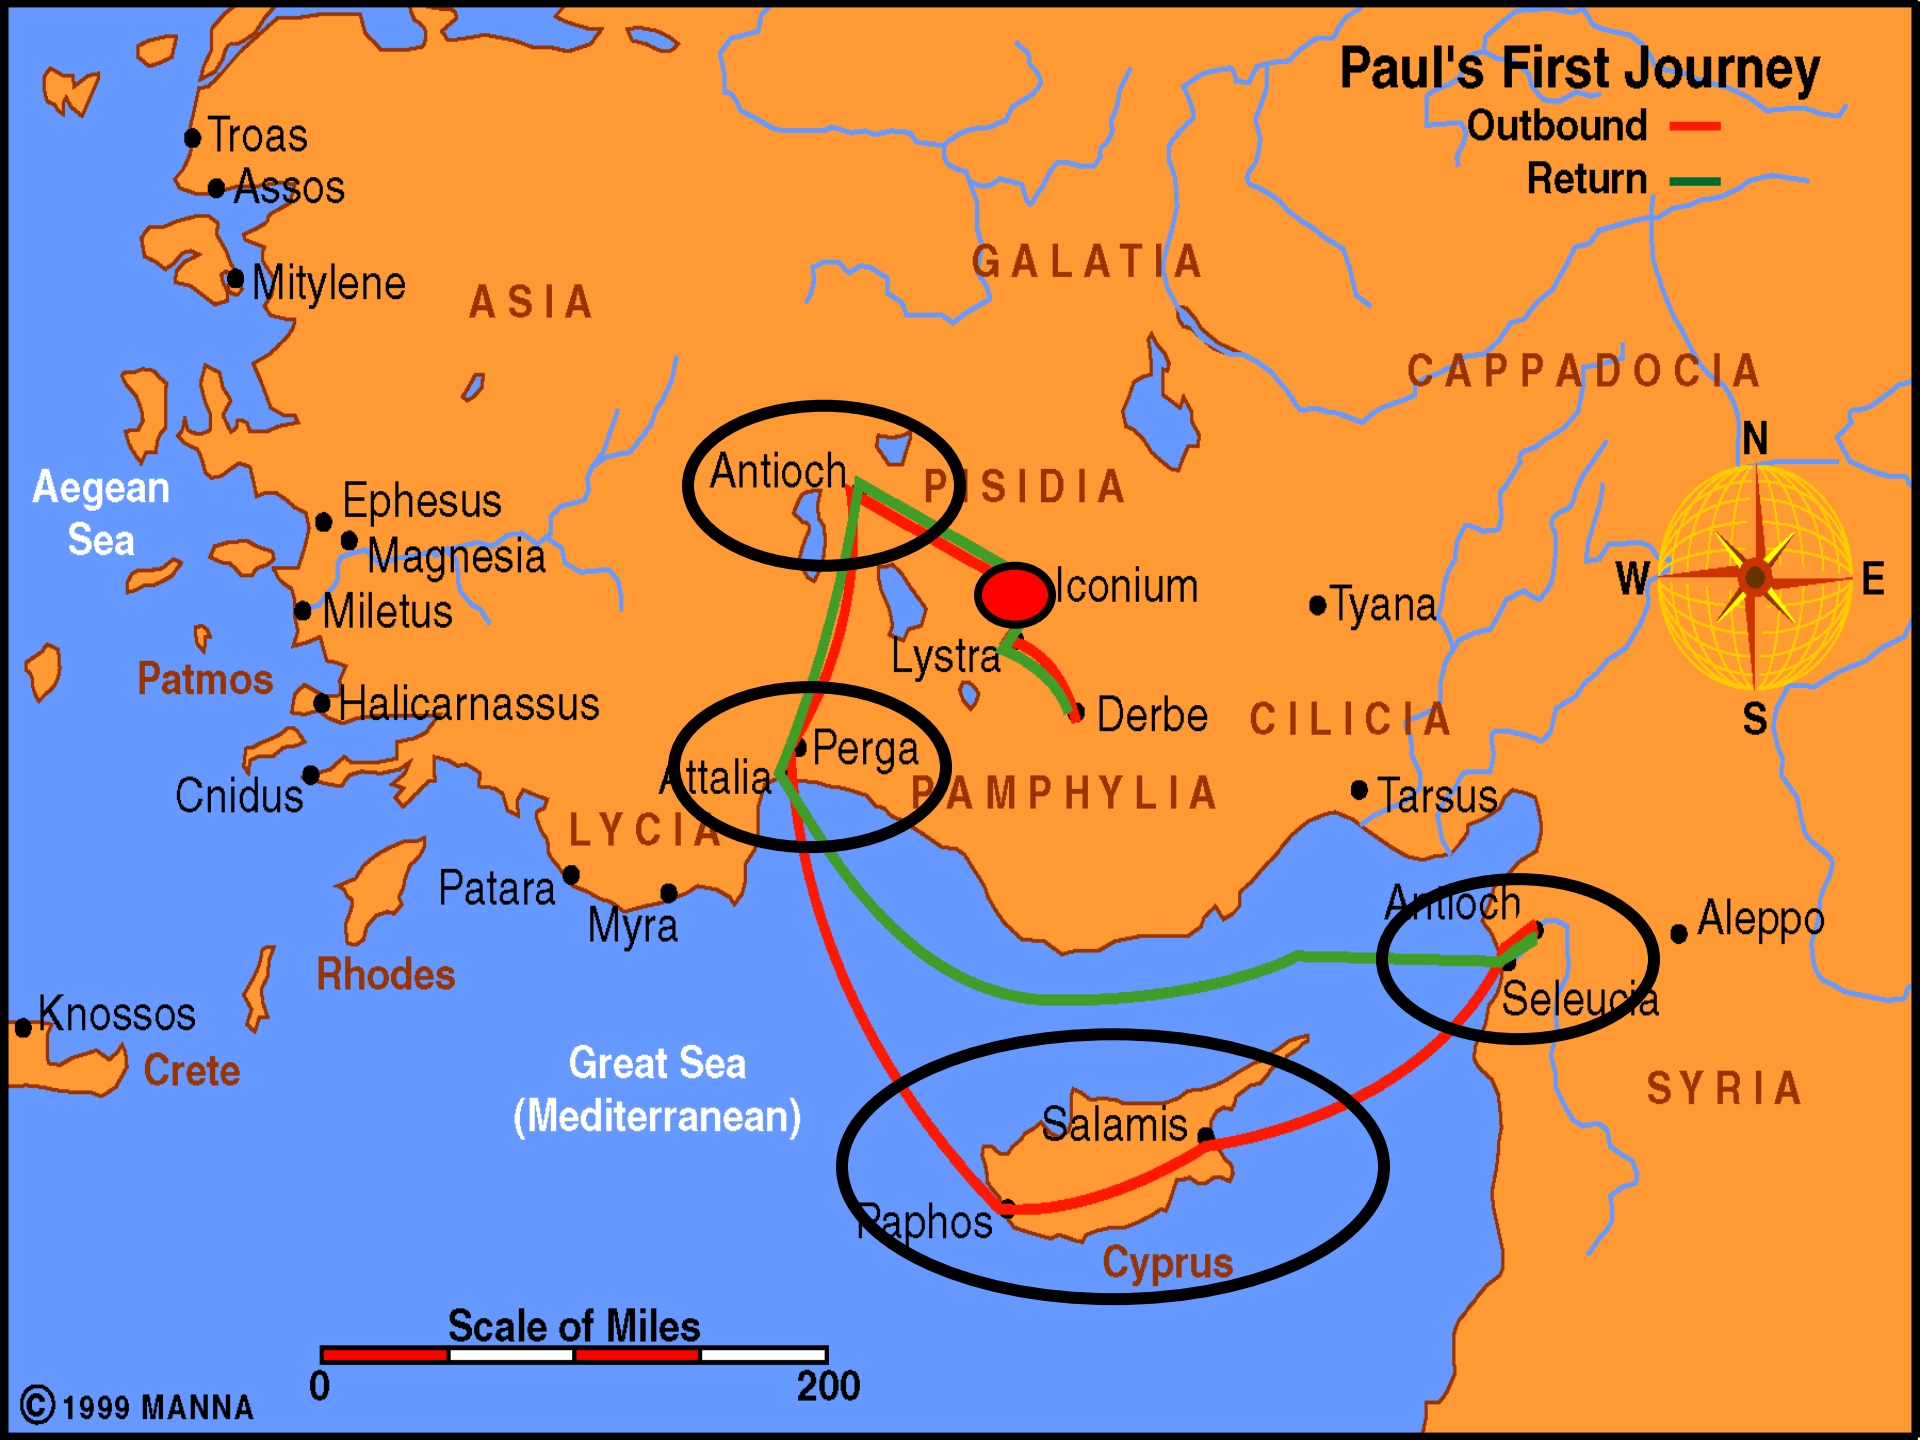 Paul's First Journey
Outbound
Return
Troas
Assos
Mitylene
ASIA
GALATIA
CAPPADOCIA
N
Antioch
PISIDIA
Aegean
Sea
Ephesus
Magnesia
Miletus
Iconium
Tyana
W
E
S
Lystra
Patmos
Halicarnassus
Derbe
CILICIA
Perga
Attalia
PAMPHYLIA
Cnidus
Tarsus
LYCIA
Patara
Myra
Antioch
Aleppo
Rhodes
Seleucia
Knossos
Crete
Great Sea
(Mediterranean)
SYRIA
Salamis
Paphos
Cyprus
Scale of Miles
0
200
© 1999 MANNA